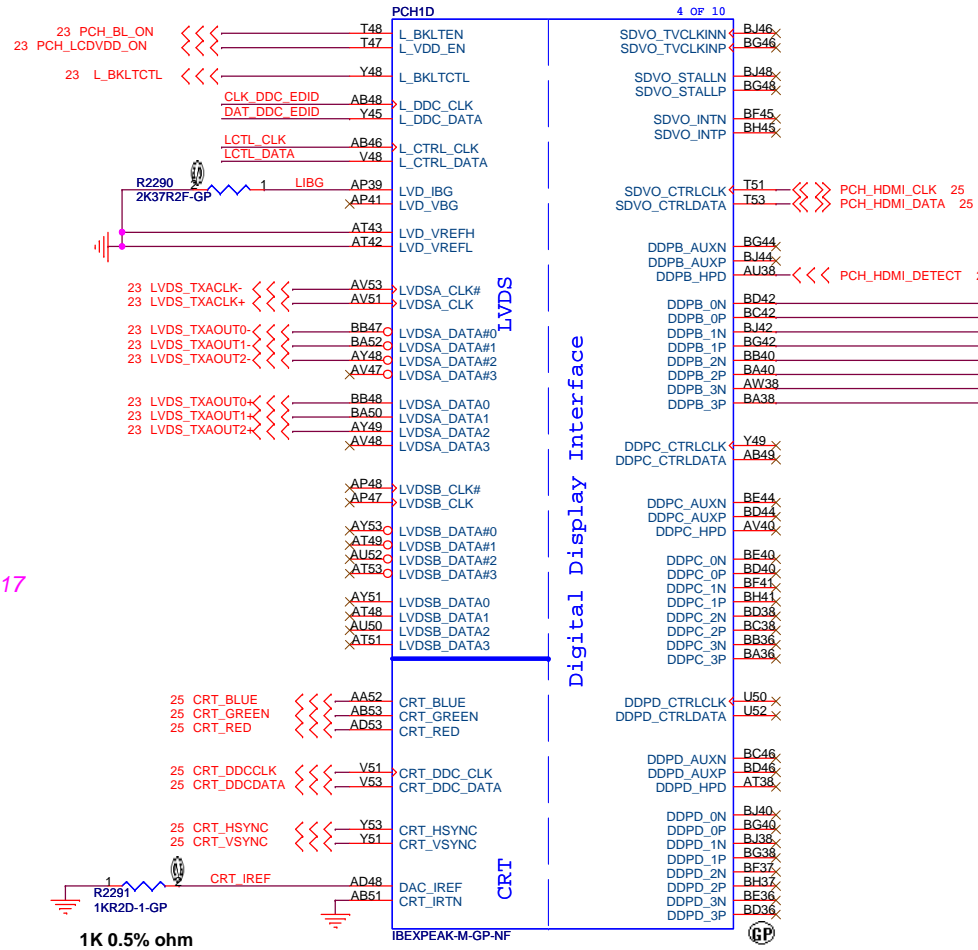 PCH1D
4 OF 10
23 PCH_BL_ON T48 L_BKLTEN
23 PCH_LCDVDD_ON T47 L_VDD_EN
23 L_BKLTCTL Y48 L_BKLTCTL
CLK_DDC_EDID AB48 L_DDC_CLK
DAT_DDC_EDID Y45 L_DDC_DATA
LCTL_CLK AB46 L_CTRL_CLK
LCTL_DATA V48 L_CTRL_DATA
R2290 2 1 LIBG AP39 LVD_IBG
2K37R2F-GP
AP41 LVD_VBG
AT43 LVD_VREFH
AT42 LVD_VREFL
23 LVDS_TXACLK- AV53 LVDSA_CLK#
23 LVDS_TXACLK+ AV51 LVDSA_CLK
23 LVDS_TXAOUT0- BB47 LVDSA_DATA#0
23 LVDS_TXAOUT1- BA52 LVDSA_DATA#1
23 LVDS_TXAOUT2- AY48 LVDSA_DATA#2
AV47 LVDSA_DATA#3
23 LVDS_TXAOUT0+ BB48 LVDSA_DATA0
23 LVDS_TXAOUT1+ BA50 LVDSA_DATA1
23 LVDS_TXAOUT2+ AY49 LVDSA_DATA2
AV48 LVDSA_DATA3
AP48 LVDSB_CLK#
AP47 LVDSB_CLK
AY53 LVDSB_DATA#0
AT49 LVDSB_DATA#1
AU52 LVDSB_DATA#2
AT53 LVDSB_DATA#3
17
AY51 LVDSB_DATA0
AT48 LVDSB_DATA1
AU50 LVDSB_DATA2
AT51 LVDSB_DATA3
25 CRT_BLUE AA52 CRT_BLUE
25 CRT_GREEN AB53 CRT_GREEN
25 CRT_RED AD53 CRT_RED
25 CRT_DDCCLK V51 CRT_DDC_CLK
25 CRT_DDCDATA V53 CRT_DDC_DATA
25 CRT_HSYNC Y53 CRT_HSYNC
25 CRT_VSYNC Y51 CRT_VSYNC
1 2 CRT_IREF AD48 DAC_IREF
R2291
AB51 CRT_IRTN
1KR2D-1-GP
1K 0.5% ohm
LVDS
CRT
Digital Display Interface
SDVO_TVCLKINN BJ46
SDVO_TVCLKINP BG46
SDVO_STALLN BJ48
SDVO_STALLP BG48
SDVO_INTN BF45
SDVO_INTP BH45
SDVO_CTRLCLK T51 PCH_HDMI_CLK 25
SDVO_CTRLDATA T53 PCH_HDMI_DATA 25
DDPB_AUXN BG44
DDPB_AUXP BJ44
DDPB_HPD AU38 PCH_HDMI_DETECT
DDPB_0N BD42
DDPB_0P BC42
DDPB_1N BJ42
DDPB_1P BG42
DDPB_2N BB40
DDPB_2P BA40
DDPB_3N AW38
DDPB_3P BA38
DDPC_CTRLCLK Y49
DDPC_CTRLDATA AB49
DDPC_AUXN BE44
DDPC_AUXP BD44
DDPC_HPD AV40
DDPC_0N BE40
DDPC_0P BD40
DDPC_1N BF41
DDPC_1P BH41
DDPC_2N BD38
DDPC_2P BC38
DDPC_3N BB36
DDPC_3P BA36
DDPD_CTRLCLK U50
DDPD_CTRLDATA U52
DDPD_AUXN BC46
DDPD_AUXP BD46
DDPD_HPD AT38
DDPD_0N BJ40
DDPD_0P BG40
DDPD_1N BJ38
DDPD_1P BG38
DDPD_2N BF37
DDPD_2P BH37
DDPD_3N BE36
DDPD_3P BD36
IBEXPEAK-M-GP-NF
GP